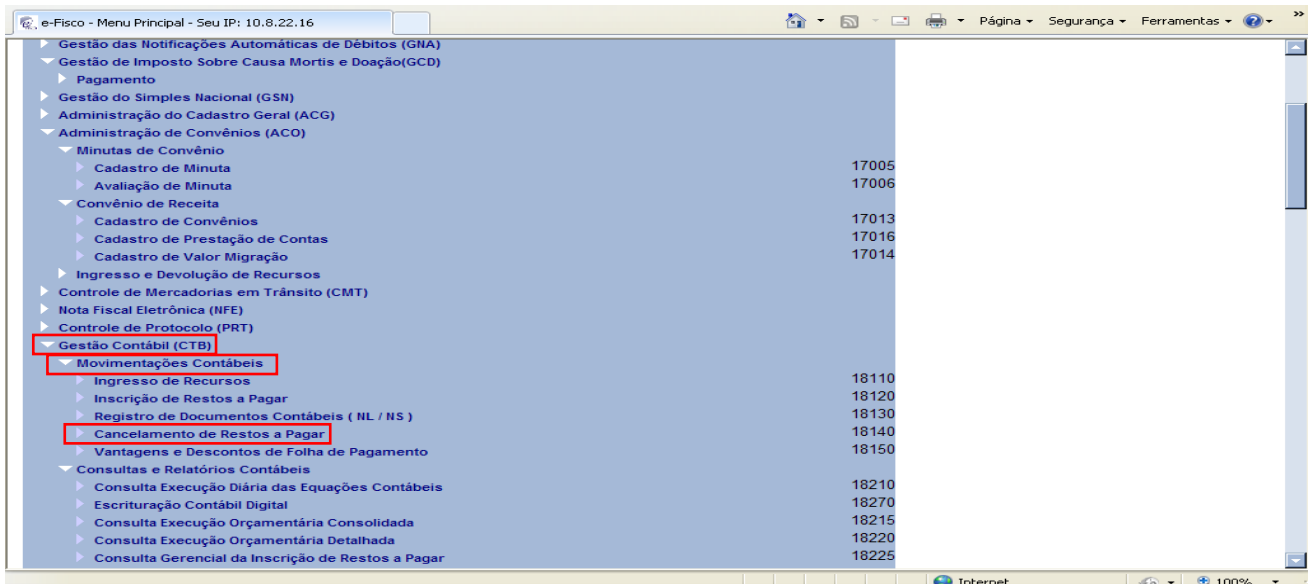 e-Fisco - Menu Principal - Seu IP: 10.8.22.16
Página Segurança Ferramentas »
Gestão das Notificações Automáticas de Débitos (GNA)
Gestão de Imposto Sobre Causa Mortis e Doação(GCD)
Pagamento
Gestão do Simples Nacional (GSN)
Administração do Cadastro Geral (ACG)
Administração de Convênios (ACO)
Minutas de Convênio
Cadastro de Minuta 17005
Avaliação de Minuta 17006
Convênio de Receita
Cadastro de Convênios 17013
Cadastro de Prestação de Contas 17016
Cadastro de Valor Migração 17014
Ingresso e Devolução de Recursos
Controle de Mercadorias em Trânsito (CMT)
Nota Fiscal Eletrônica (NFE)
Controle de Protocolo (PRT)
Gestão Contábil (CTB)
Movimentações Contábeis
Ingresso de Recursos 18110
Inscrição de Restos a Pagar 18120
Registro de Documentos Contábeis ( NL / NS ) 18130
Cancelamento de Restos a Pagar 18140
Vantagens e Descontos de Folha de Pagamento 18150
Consultas e Relatórios Contábeis
Consulta Execução Diária das Equações Contábeis 18210
Escrituração Contábil Digital 18270
Consulta Execução Orçamentária Consolidada 18215
Consulta Execução Orçamentária Detalhada 18220
Consulta Gerencial da Inscrição de Restos a Pagar 18225
Internet 100%